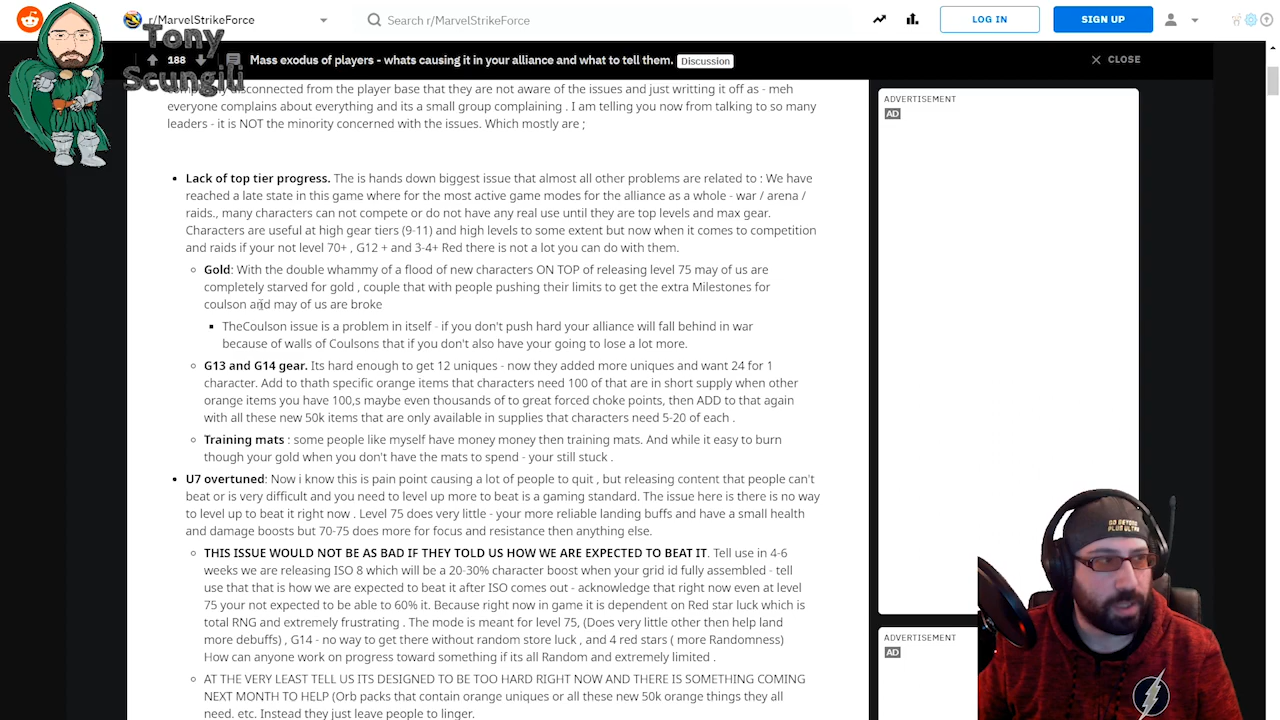 r/MarvelStrikeForce
Search r/MarvelStrikeForce
LOG IN
SIGN UP
Tony
Scungili
188
Mass exodus of players - whats causing it in your alliance and what to tell them. Discussion
CLOSE
disconnected from the player base that they are not aware of the issues and just writting it off as - meh
everyone complains about everything and its a small group complaining . I am telling you now from talking to so many
leaders - it is NOT the minority concerned with the issues. Which mostly are ;
Lack of top tier progress. The is hands down biggest issue that almost all other problems are related to : We have
reached a late state in this game where for the most active game modes for the alliance as a whole - war / arena /
raids., many characters can not compete or do not have any real use until they are top levels and max gear.
Characters are useful at high gear tiers (9-11) and high levels to some extent but now when it comes to competition
and raids if your not level 70+ , G12 + and 3-4+ Red there is not a lot you can do with them.
Gold: With the double whammy of a flood of new characters ON TOP of releasing level 75 may of us are
completely starved for gold , couple that with people pushing their limits to get the extra Milestones for
coulson and may of us are broke
TheCoulson issue is a problem in itself - if you don't push hard your alliance will fall behind in war
because of walls of Coulsons that if you don't also have your going to lose a lot more.
G13 and G14 gear. Its hard enough to get 12 uniques - now they added more uniques and want 24 for 1
character. Add to thath specific orange items that characters need 100 of that are in short supply when other
orange items you have 100,s maybe even thousands of to great forced choke points, then ADD to that again
with all these new 50k items that are only available in supplies that characters need 5-20 of each .
Training mats : some people like myself have money money then training mats. And while it easy to burn
though your gold when you don't have the mats to spend - your still stuck .
U7 overtuned: Now i know this is pain point causing a lot of people to quit , but releasing content that people can't
beat or is very difficult and you need to level up more to beat is a gaming standard. The issue here is there is no way
to level up to beat it right now . Level 75 does very little - your more reliable landing buffs and have a small health
and damage boosts but 70-75 does more for focus and resistance then anything else.
THIS ISSUE WOULD NOT BE AS BAD IF THEY TOLD US HOW WE ARE EXPECTED TO BEAT IT. Tell use in 4-6
weeks we are releasing ISO 8 which will be a 20-30% character boost when your grid id fully assembled - tell
use that that is how we are expected to beat it after ISO comes out - acknowledge that right now even at level
75 your not expected to be able to 60% it. Because right now in game it is dependent on Red star luck which is
total RNG and extremely frustrating . The mode is meant for level 75, (Does very little other then help land
more debuffs) , G14 - no way to get there without random store luck , and 4 red stars ( more Randomness)
How can anyone work on progress toward something if its all Random and extremely limited .
AT THE VERY LEAST TELL US ITS DESIGNED TO BE TOO HARD RIGHT NOW AND THERE IS SOMETHING COMING
NEXT MONTH TO HELP (Orb packs that contain orange uniques or all these new 50k orange things they all
need. etc. Instead they just leave people to linger.
ADVERTISEMENT
AD
ADVERTISEMENT
AD
GO BEYOND
PLUS ULTRA